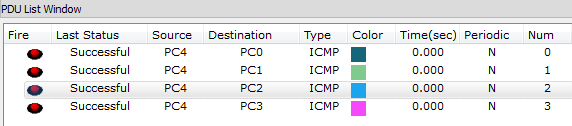 PDU List Window
Fire Last Status Source Destination Type Color Time(sec) Periodic Num
Successful PC4 PC0 ICMP 0.000 N 0
Successful PC4 PC1 ICMP 0.000 N 1
Successful PC4 PC2 ICMP 0.000 N 2
Successful PC4 PC3 ICMP 0.000 N 3